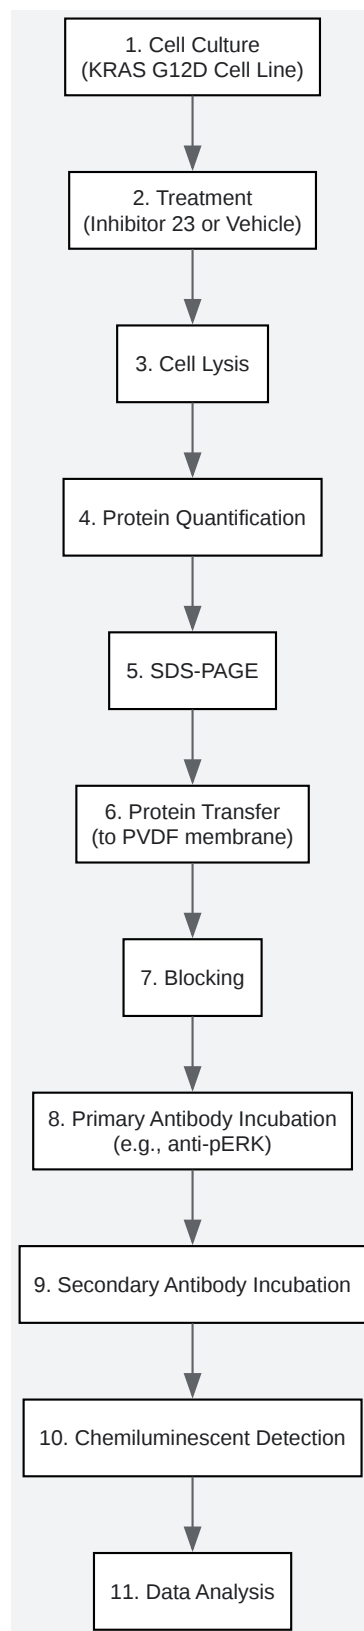 1. Cell Culture
(KRAS G12D Cell Line)
2. Treatment
(Inhibitor 23 or Vehicle)
3. Cell Lysis
4. Protein Quantification
5. SDS-PAGE
6. Protein Transfer
(to PVDF membrane)
7. Blocking
8. Primary Antibody Incubation
(e.g., anti-pERK)
9. Secondary Antibody Incubation
10. Chemiluminescent Detection
11. Data Analysis